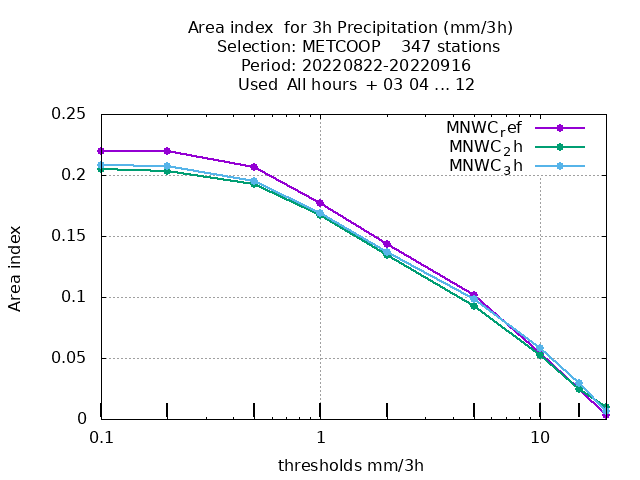 Area index  for 3h Precipitation (mm/3h)
Selection: METCOOP    347 stations
Period: 20220822-20220916
Used  All hours  + 03 04 ... 12
0.25
0.2
0.15
0.1
0.05
0
Area index
MNWC_ref
MNWC_2h
MNWC_3h
0.1
1
10
thresholds mm/3h